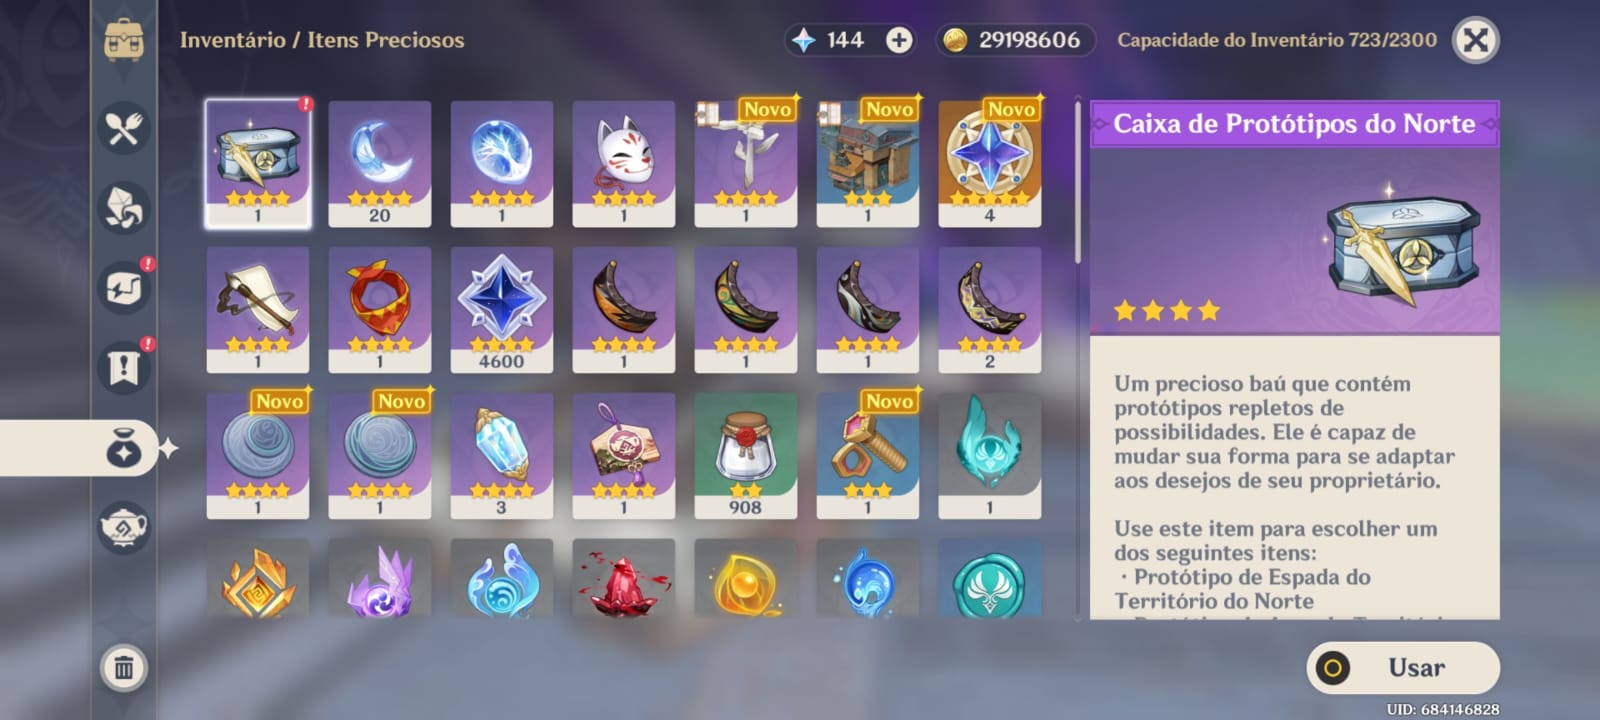 Inventário / Itens Preciosos
144
29198606
Capacidade do Inventário 723/2300
Novo
Novo
Novo
1
20
1
1
1
1
4
1
1
4600
1
1
1
2
Novo
Novo
Novo
1
1
3
1
908
1
1
Caixa de Protótipos do Norte
Um precioso baú que contém
protótipos repletos de
possibilidades. Ele é capaz de
mudar sua forma para se adaptar
aos desejos de seu proprietário.
Use este item para escolher um
dos seguintes itens:
· Protótipo de Espada do
Território do Norte
Usar
UID: 684146828